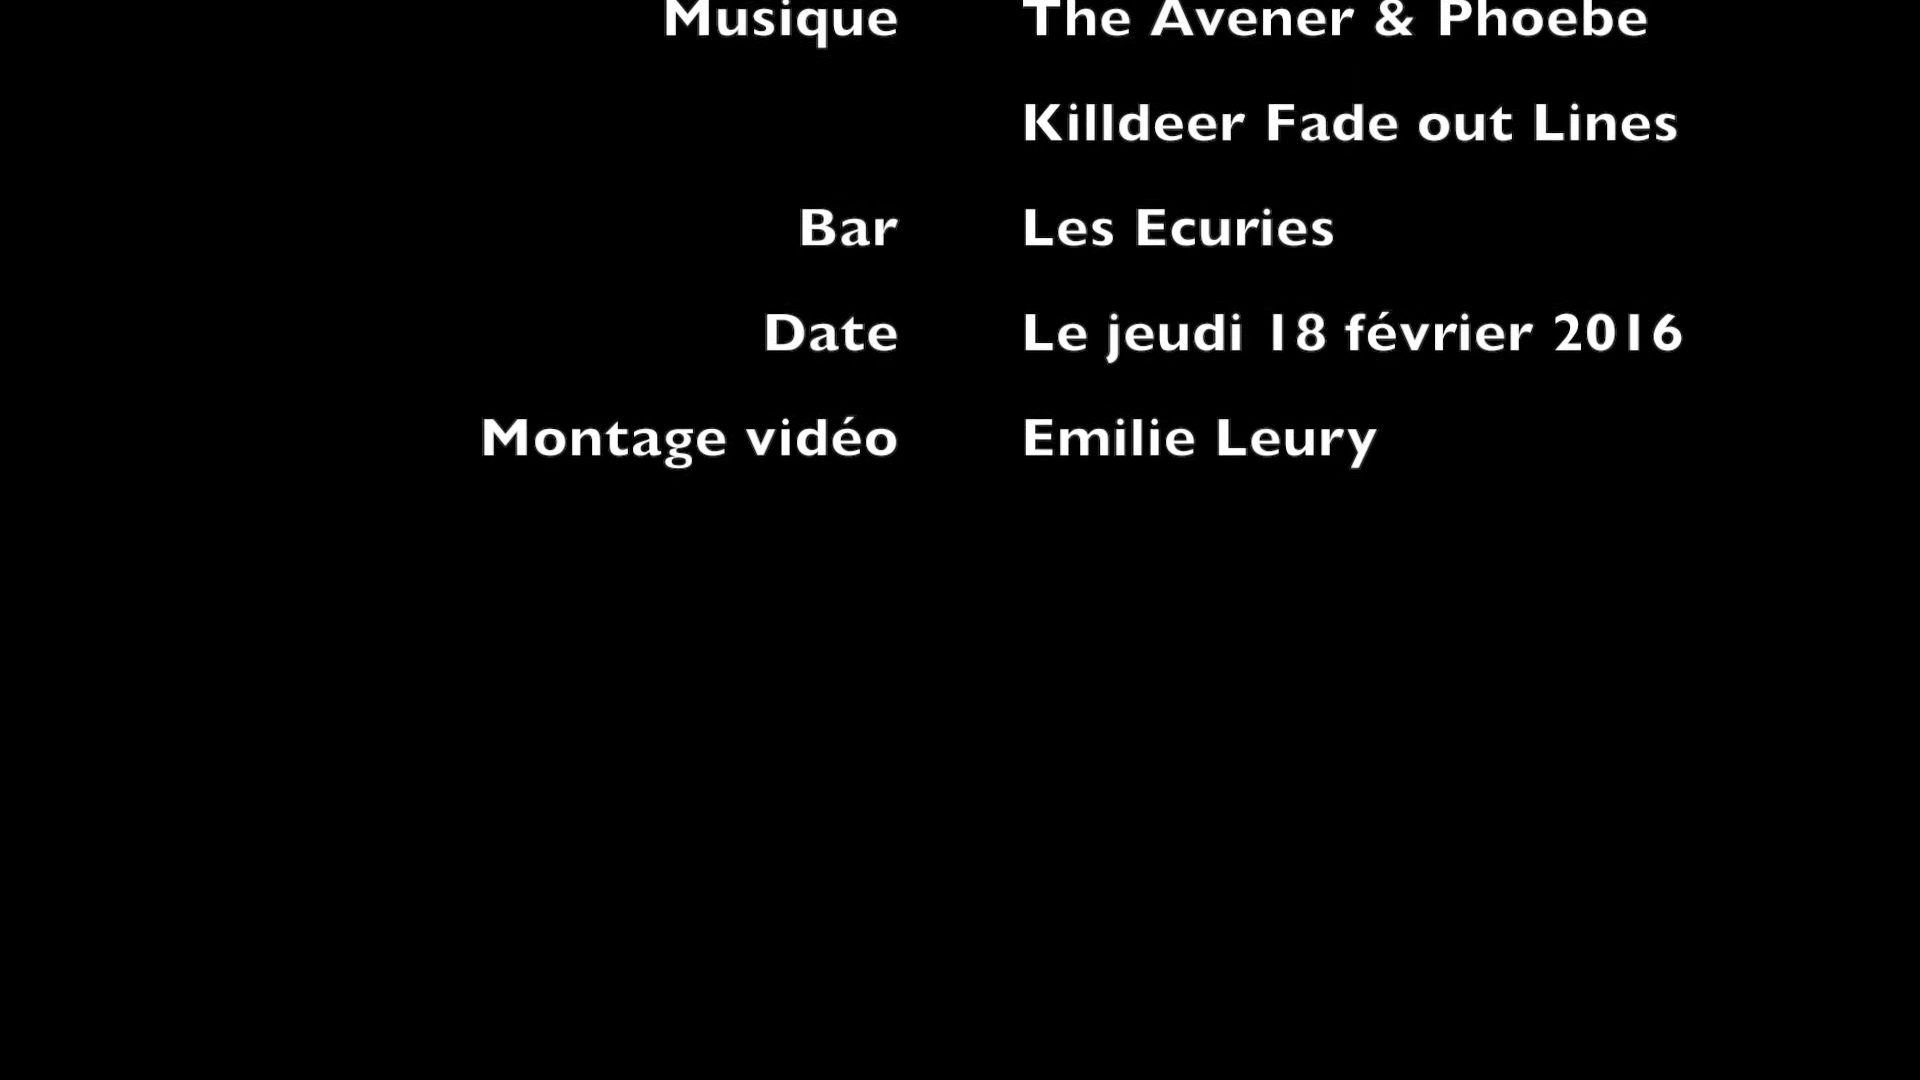 Musique The Avener & Phoebe
Killdeer Fade out Lines
Bar Les Ecuries
Date Le jeudi 18 février 2016
Montage vidéo Emilie Leury